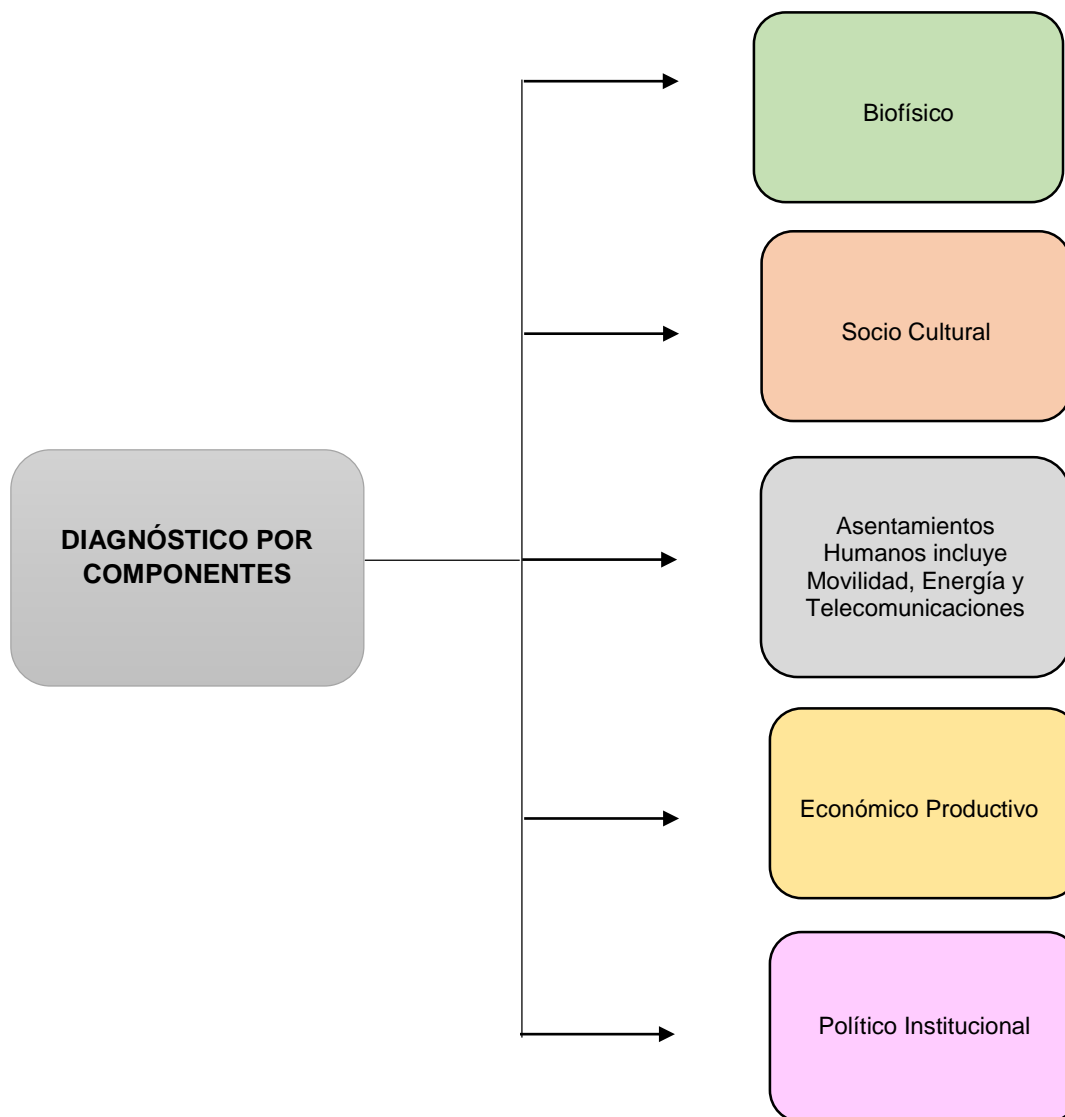 Biofísico
Socio Cultural
DIAGNÓSTICO POR
COMPONENTES
Asentamientos
Humanos incluye
Movilidad, Energía y
Telecomunicaciones
Económico Productivo
Político Institucional